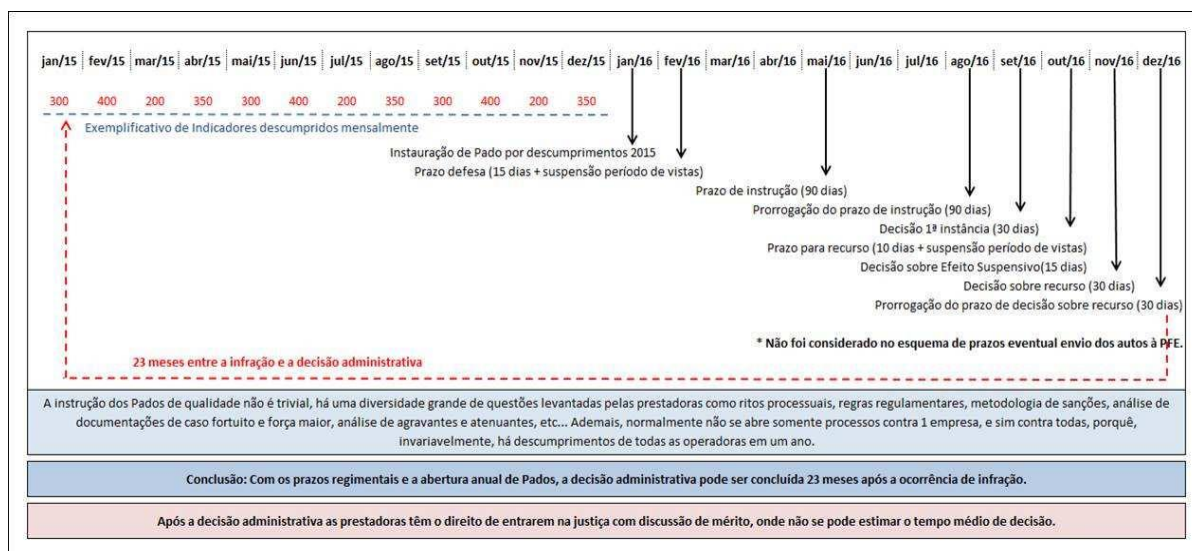 jan/15 fev/15 mar/15 abr/15 mai/15 jun/15 jul/15 ago/15 set/15 out/15 nov/15 dez/15 jan/16 fev/16 mar/16 abr/16 mai/16 jun/16 jul/16 ago/16 set/16 out/16 nov/16 dez/16
300 400 200 350 300 400 200 350 300 400 200 350
Exemplificativo de Indicadores descumpridos mensalmente
Instauração de Pado por descumprimentos 2015
Prazo defesa (15 dias + suspensão período de vistas)
Prazo de instrução (90 dias)
Prorrogação do prazo de instrução (90 dias)
Decisão 1ª instância (30 dias)
Prazo para recurso (10 dias + suspensão período de vistas)
Decisão sobre Efeito Suspensivo(15 dias)
Decisão sobre recurso (30 dias)
Prorrogação do prazo de decisão sobre recurso (30 dias)
* Não foi considerado no esquema de prazos eventual envio dos autos à PFE.
23 meses entre a infração e a decisão administrativa
A instrução dos Pados de qualidade não é trivial, há uma diversidade grande de questões levantadas pelas prestadoras como ritos processuais, regras regulamentares, metodologia de sanções, análise de
documentações de caso fortuito e força maior, análise de agravantes e atenuantes, etc... Ademais, normalmente não se abre somente processos contra 1 empresa, e sim contra todas, porquê,
invariavelmente, há descumprimentos de todas as operadoras em um ano.
Conclusão: Com os prazos regimentais e a abertura anual de Pados, a decisão administrativa pode ser concluída 23 meses após a ocorrência de infração.
Após a decisão administrativa as prestadoras têm o direito de entrarem na justiça com discussão de mérito, onde não se pode estimar o tempo médio de decisão.